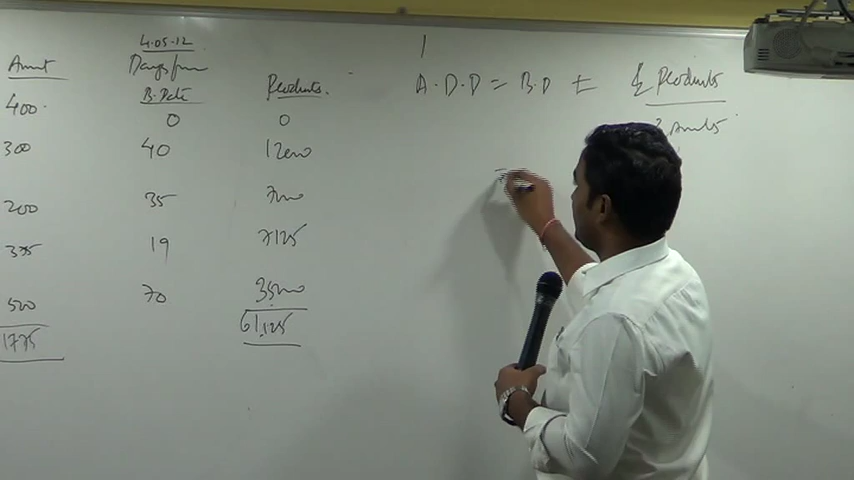 4.05.12
Amnt Days from Products.
B.Date
400 0 0
300 40 12000
200 35 7000
375 19 7125
500 70 35000
1775 61,125
A.D.D = B.D ± Σ Products
Σ Amts
=